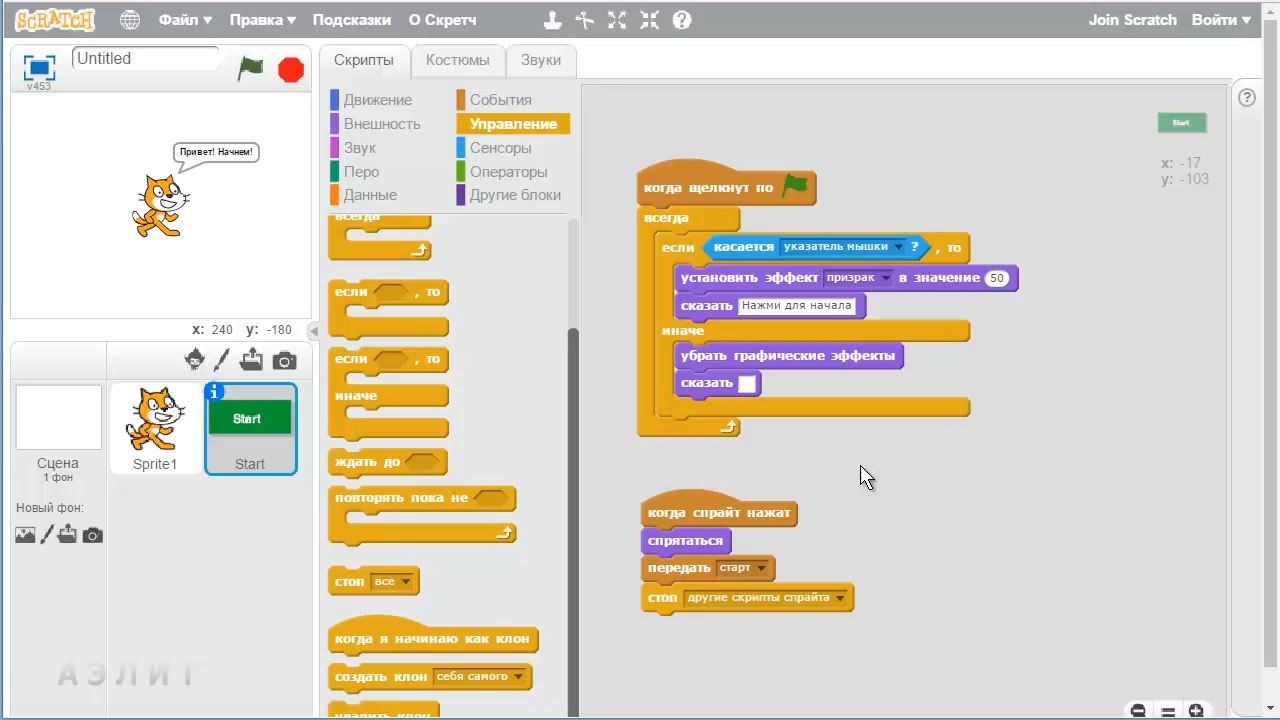 SCRATCH
Файл ▾ Правка ▾ Подсказки О Скретч
Join Scratch Войти ▾
v453
Untitled
Скрипты Костюмы Звуки
Привет! Начнем!
x: 240 y: -180
Движение
Внешность
Звук
Перо
Данные
События
Управление
Сенсоры
Операторы
Другие блоки
всегда
если , то
если , то
иначе
ждать до
повторять пока не
стоп все
когда я начинаю как клон
создать клон себя самого
удалить клон
когда щелкнут по
всегда
если касается указатель мышки ? , то
установить эффект призрак в значение 50
сказать Нажми для начала
иначе
убрать графические эффекты
сказать
когда спрайт нажат
спрятаться
передать старт
стоп другие скрипты спрайта
Start
x: -17
y: -103
Сцена
1 фон
Новый фон:
Sprite1
Start
Start
АЭЛИТ